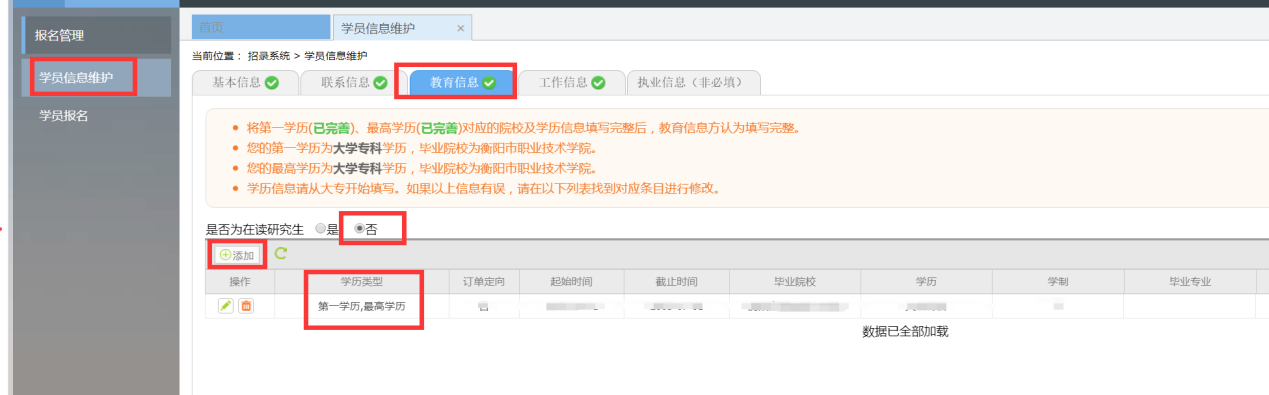 报名管理
学员信息维护
学员报名
首页
学员信息维护 ×
当前位置： 招录系统 > 学员信息维护
基本信息
联系信息
教育信息
工作信息
执业信息（非必填）
将第一学历(已完善)、最高学历(已完善)对应的院校及学历信息填写完整后，教育信息方认为填写完整。
您的第一学历为大学专科学历，毕业院校为衡阳市职业技术学院。
您的最高学历为大学专科学历，毕业院校为衡阳市职业技术学院。
学历信息请从大专开始填写。如果以上信息有误，请在以下列表找到对应条目进行修改。
是否为在读研究生 是 否
添加
操作 学历类型 订单定向 起始时间 截止时间 毕业院校 学历 学制 毕业专业
第一学历,最高学历
数据已全部加载